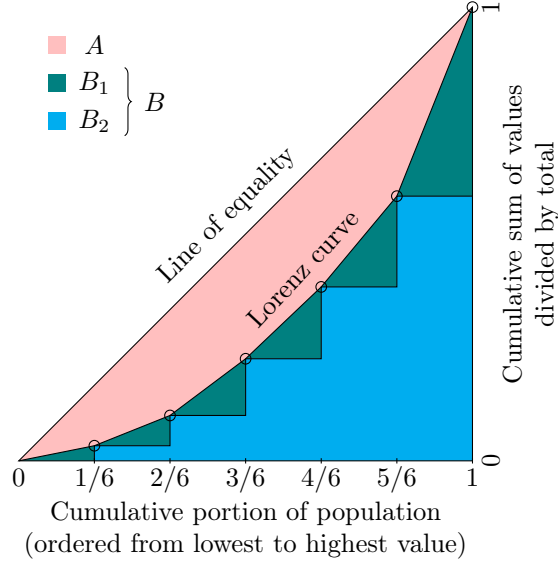 1
A
B₁
B₂
B
Line of equality
Lorenz curve
Cumulative sum of values
divided by total
0
0
1/6
2/6
3/6
4/6
5/6
1
Cumulative portion of population
(ordered from lowest to highest value)